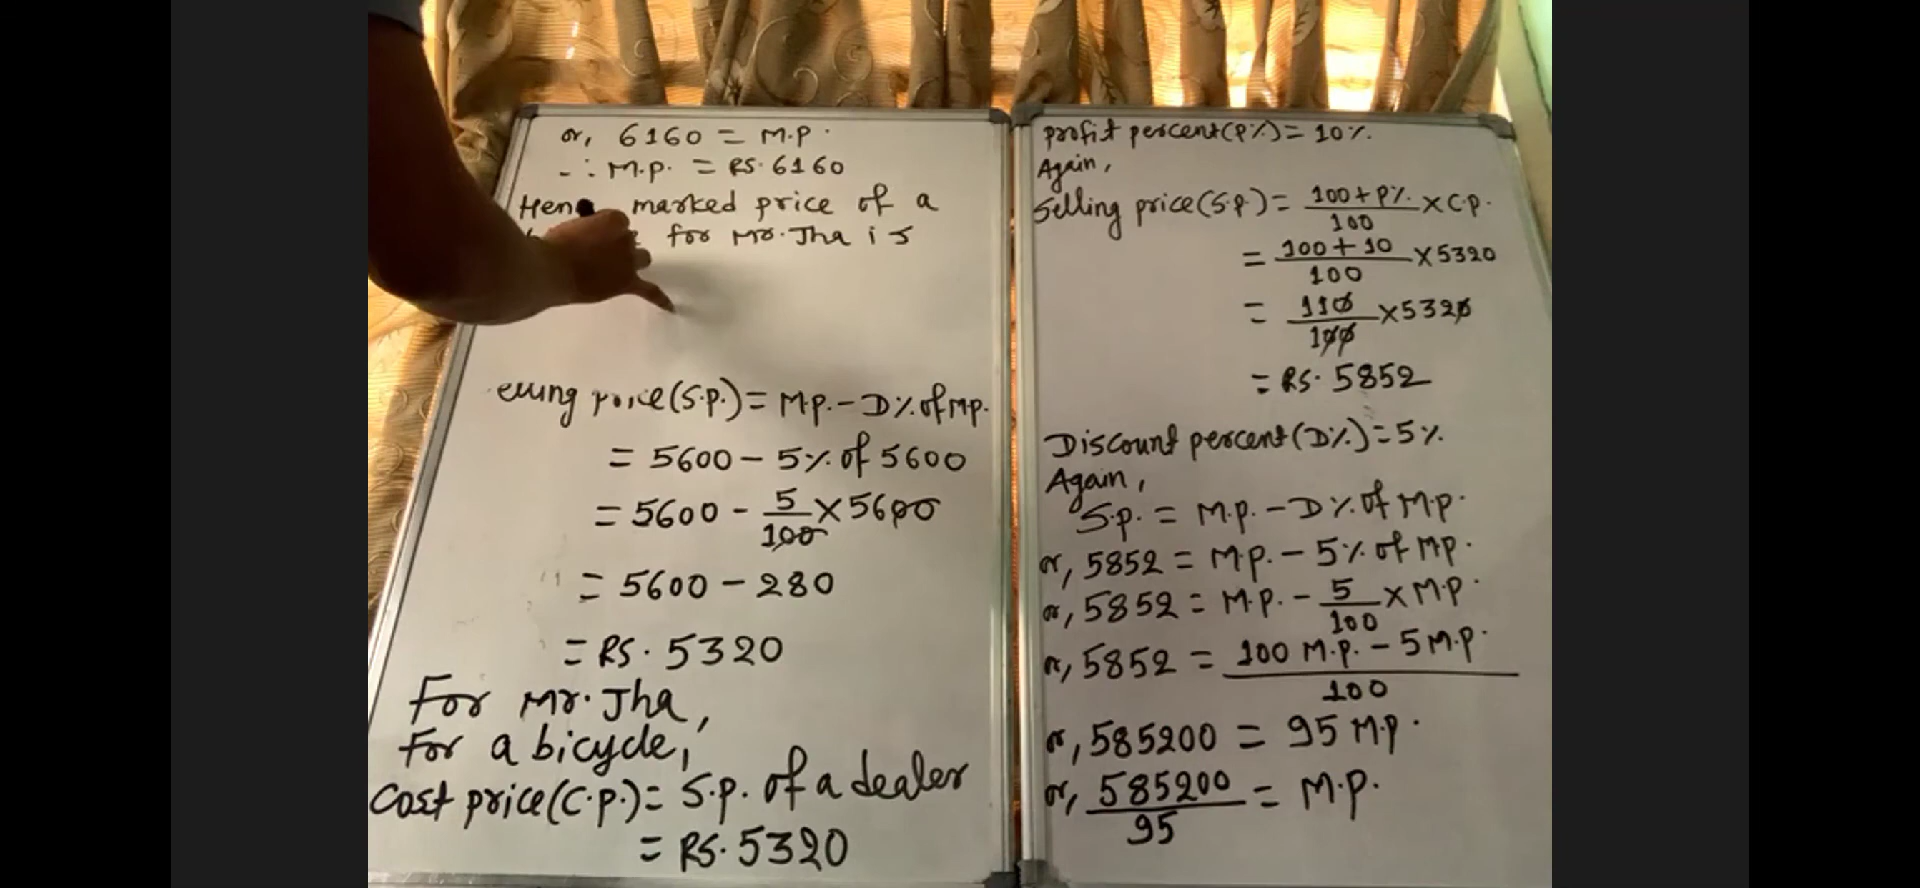 or, 6160 = M.P.
∴ M.P. = RS. 6160
marked price of a
for Mr. Jha is
price (S.P.) = M.P. - D% of M.P.
= 5600 - 5% of 5600
= 5600 - 5/100 × 5600
= 5600 - 280
= RS. 5320
For Mr. Jha,
For a bicycle,
Cost price (C.P.) = S.P. of a dealer
= RS. 5320
Profit percent (P%) = 10%.
Again,
Selling price (S.P.) = 100 + P%/100 × C.P.
= 100 + 10/100 × 5320
= 110/100 × 5320
= RS. 5852
Discount percent (D%) = 5%.
Again,
S.P. = M.P. - D% of M.P.
or, 5852 = M.P. - 5% of M.P.
or, 5852 = M.P. - 5/100 × M.P.
or, 5852 = 100 M.P. - 5 M.P./100
or, 585200 = 95 M.P.
or, 585200/95 = M.P.